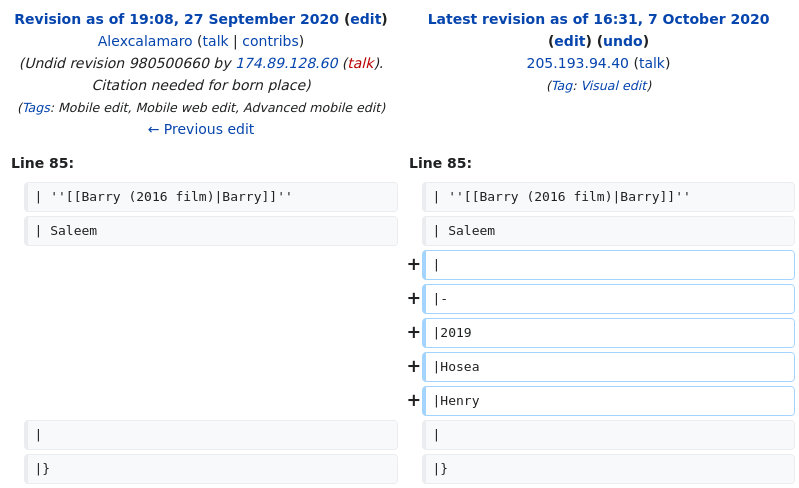 Revision as of 19:08, 27 September 2020 (edit)
Alexcalamaro (talk | contribs)
(Undid revision 980500660 by 174.89.128.60 (talk).
Citation needed for born place)
(Tags: Mobile edit, Mobile web edit, Advanced mobile edit)
← Previous edit
Latest revision as of 16:31, 7 October 2020
(edit) (undo)
205.193.94.40 (talk)
(Tag: Visual edit)
Line 85:
Line 85:
| ''[[Barry (2016 film)|Barry]]''
| ''[[Barry (2016 film)|Barry]]''
| Saleem
| Saleem
+ |
+ |-
+ |2019
+ |Hosea
+ |Henry
|
|
|}
|}